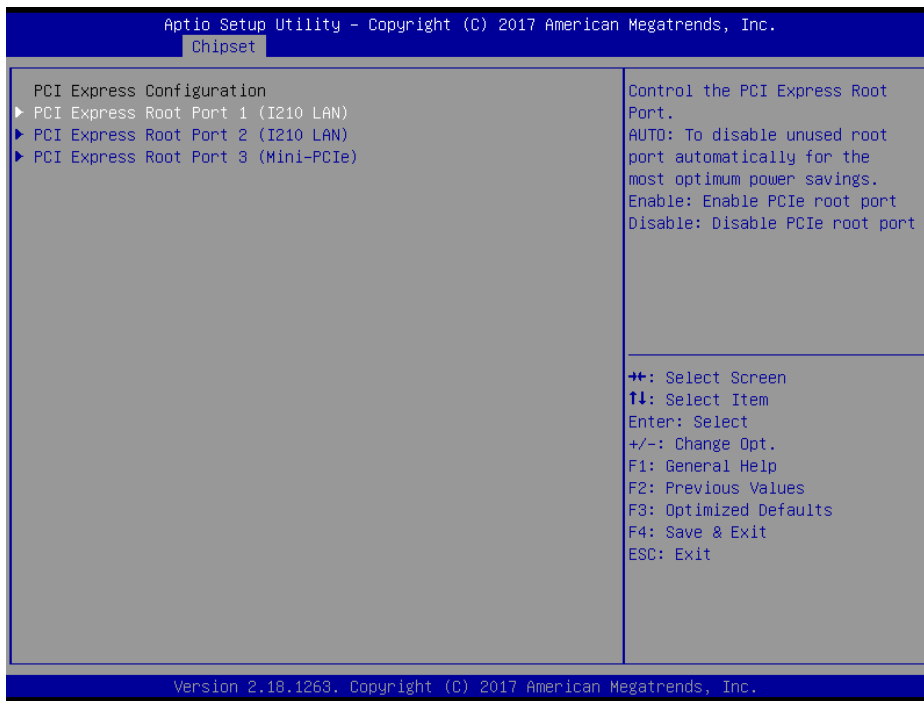 Aptio Setup Utility – Copyright (C) 2017 American Megatrends, Inc.
Chipset
PCI Express Configuration
PCI Express Root Port 1 (I210 LAN)
PCI Express Root Port 2 (I210 LAN)
PCI Express Root Port 3 (Mini-PCIe)
Control the PCI Express Root
Port.
AUTO: To disable unused root
port automatically for the
most optimum power savings.
Enable: Enable PCIe root port
Disable: Disable PCIe root port
→←: Select Screen
↑↓: Select Item
Enter: Select
+/-: Change Opt.
F1: General Help
F2: Previous Values
F3: Optimized Defaults
F4: Save & Exit
ESC: Exit
Version 2.18.1263. Copyright (C) 2017 American Megatrends, Inc.